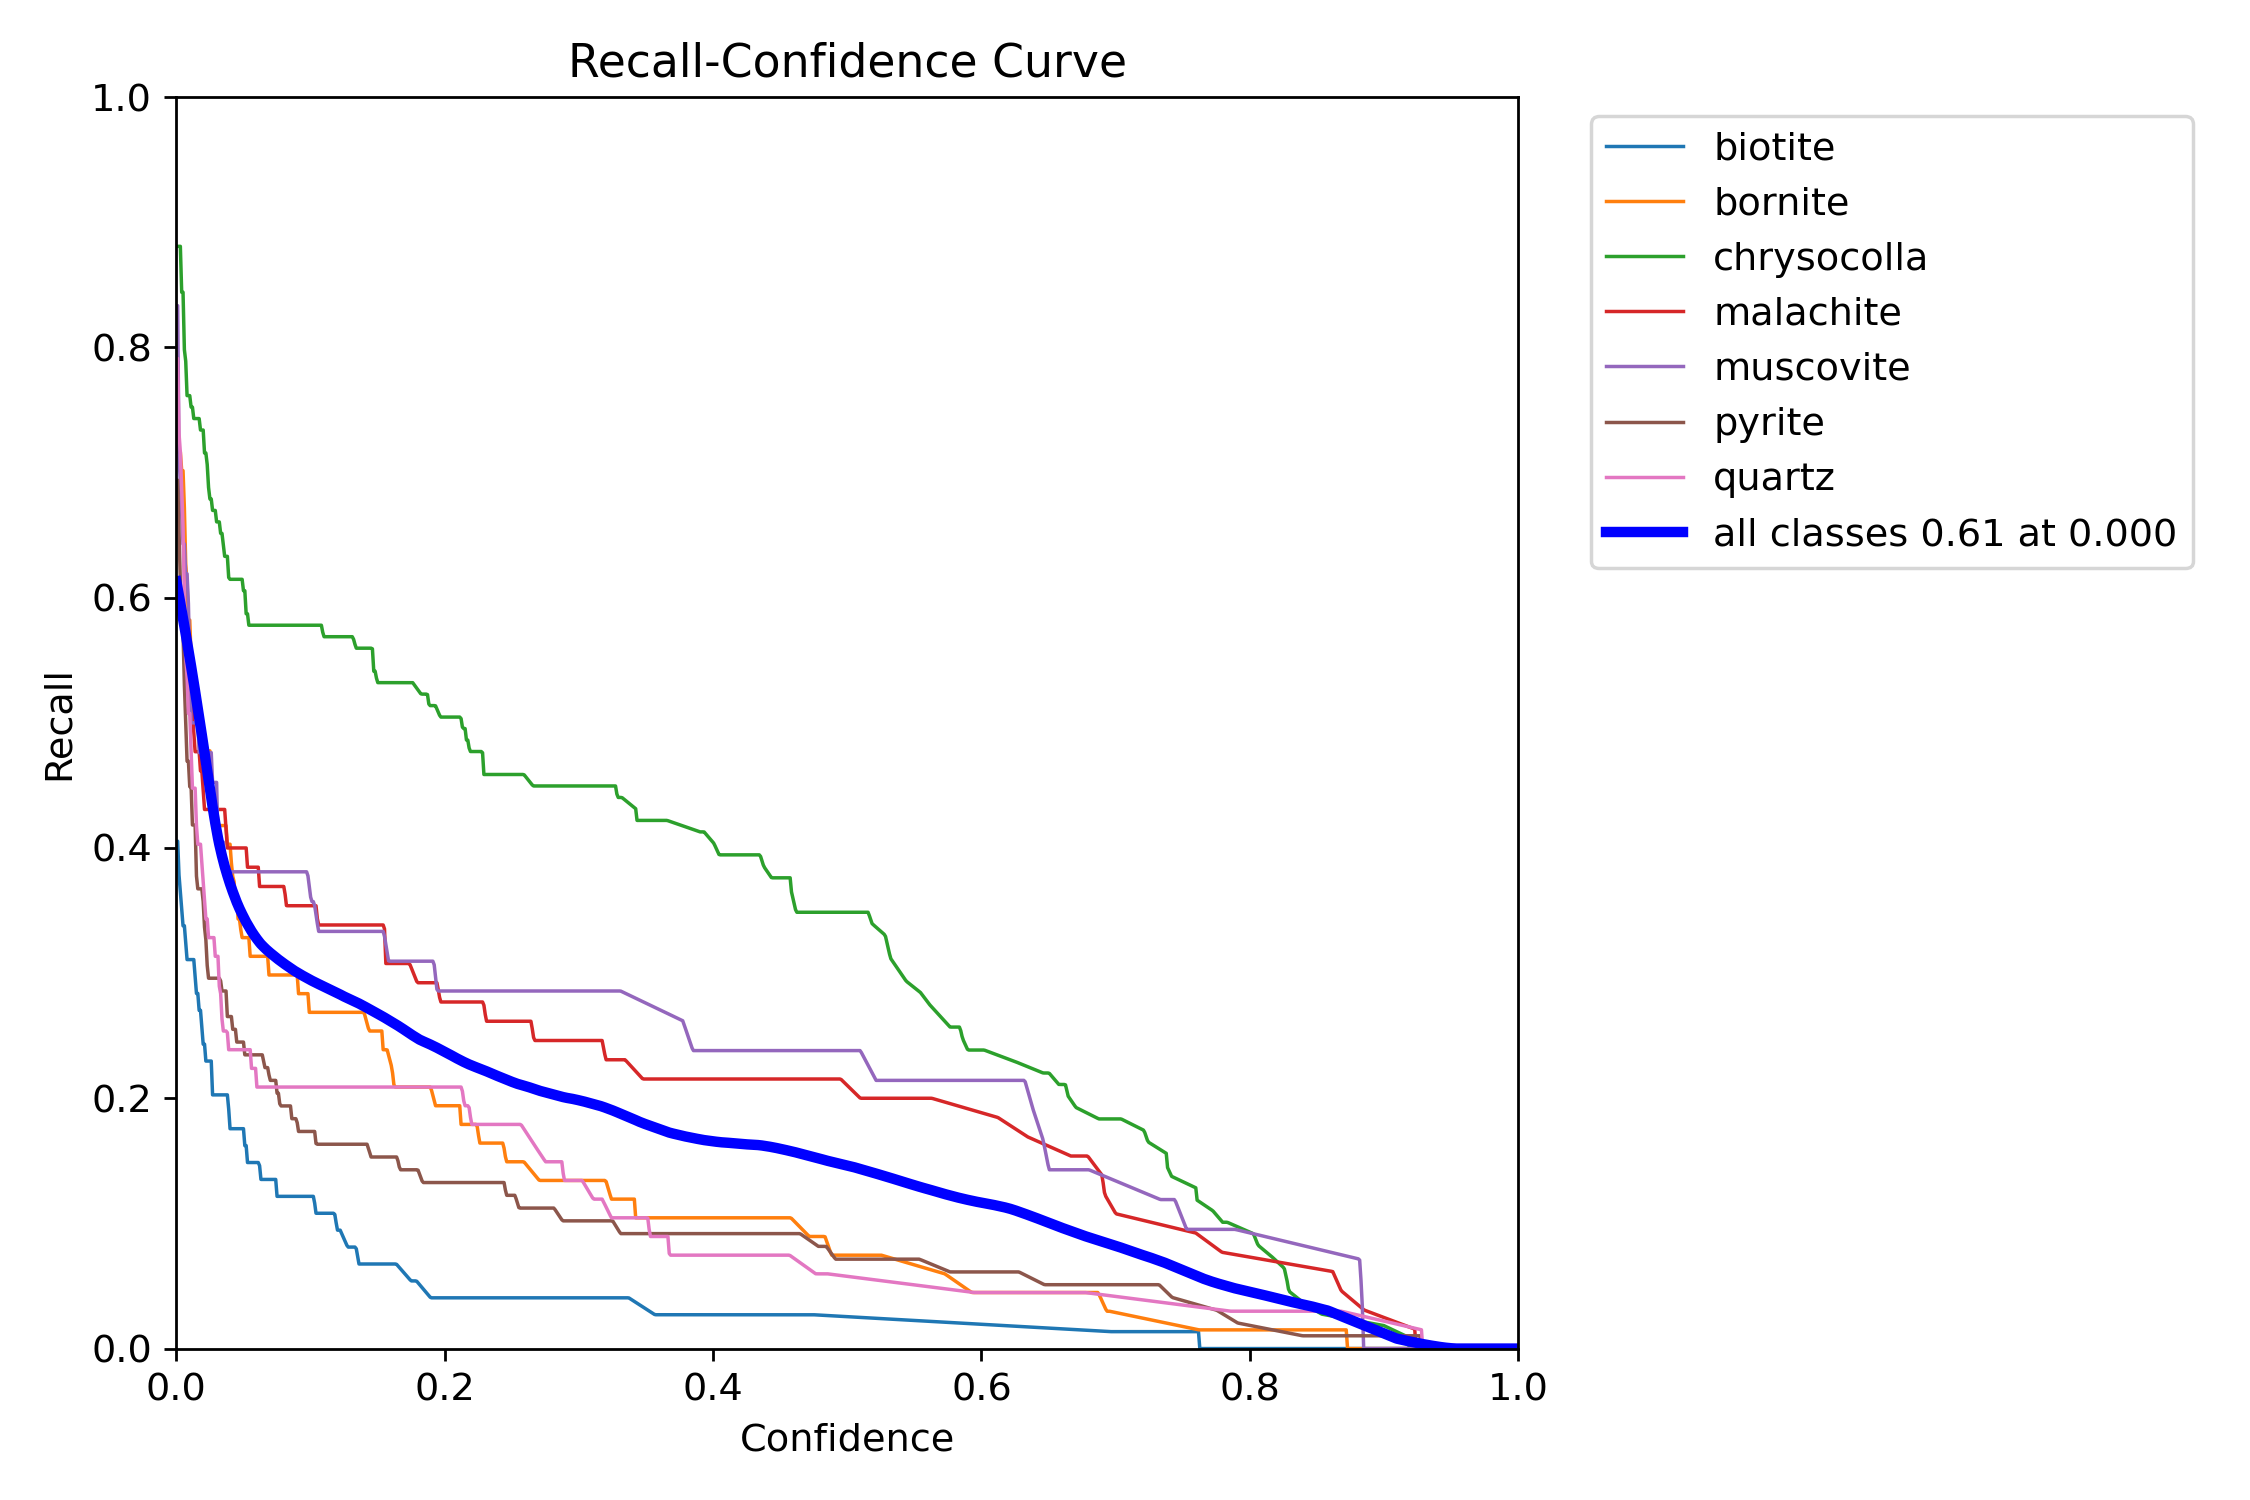 Recall-Confidence Curve
1.0
0.8
0.6
0.4
0.2
0.0
Recall
0.0 0.2 0.4 0.6 0.8 1.0
Confidence
biotite
bornite
chrysocolla
malachite
muscovite
pyrite
quartz
all classes 0.61 at 0.000